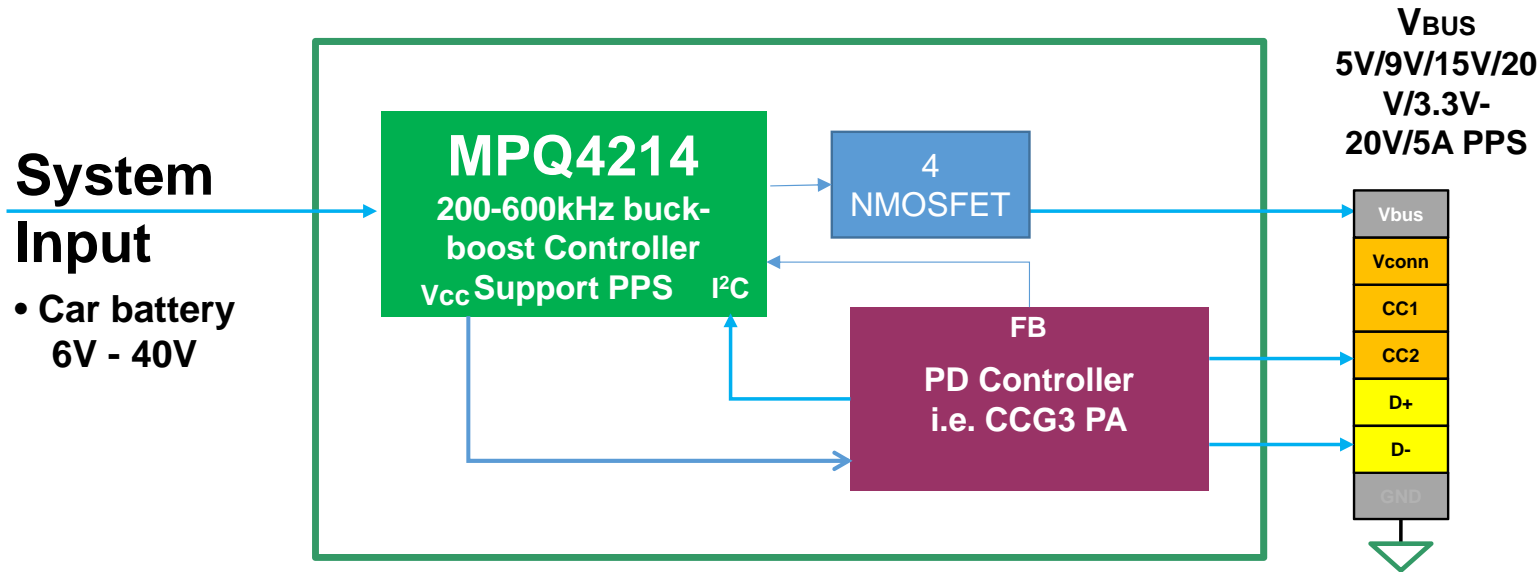 System
Input
• Car battery
6V - 40V
MPQ4214
200-600kHz buck-
boost Controller
Vcc Support PPS I²C
4
NMOSFET
FB
PD Controller
i.e. CCG3 PA
VBUS
5V/9V/15V/20
V/3.3V-
20V/5A PPS
Vbus
Vconn
CC1
CC2
D+
D-
GND